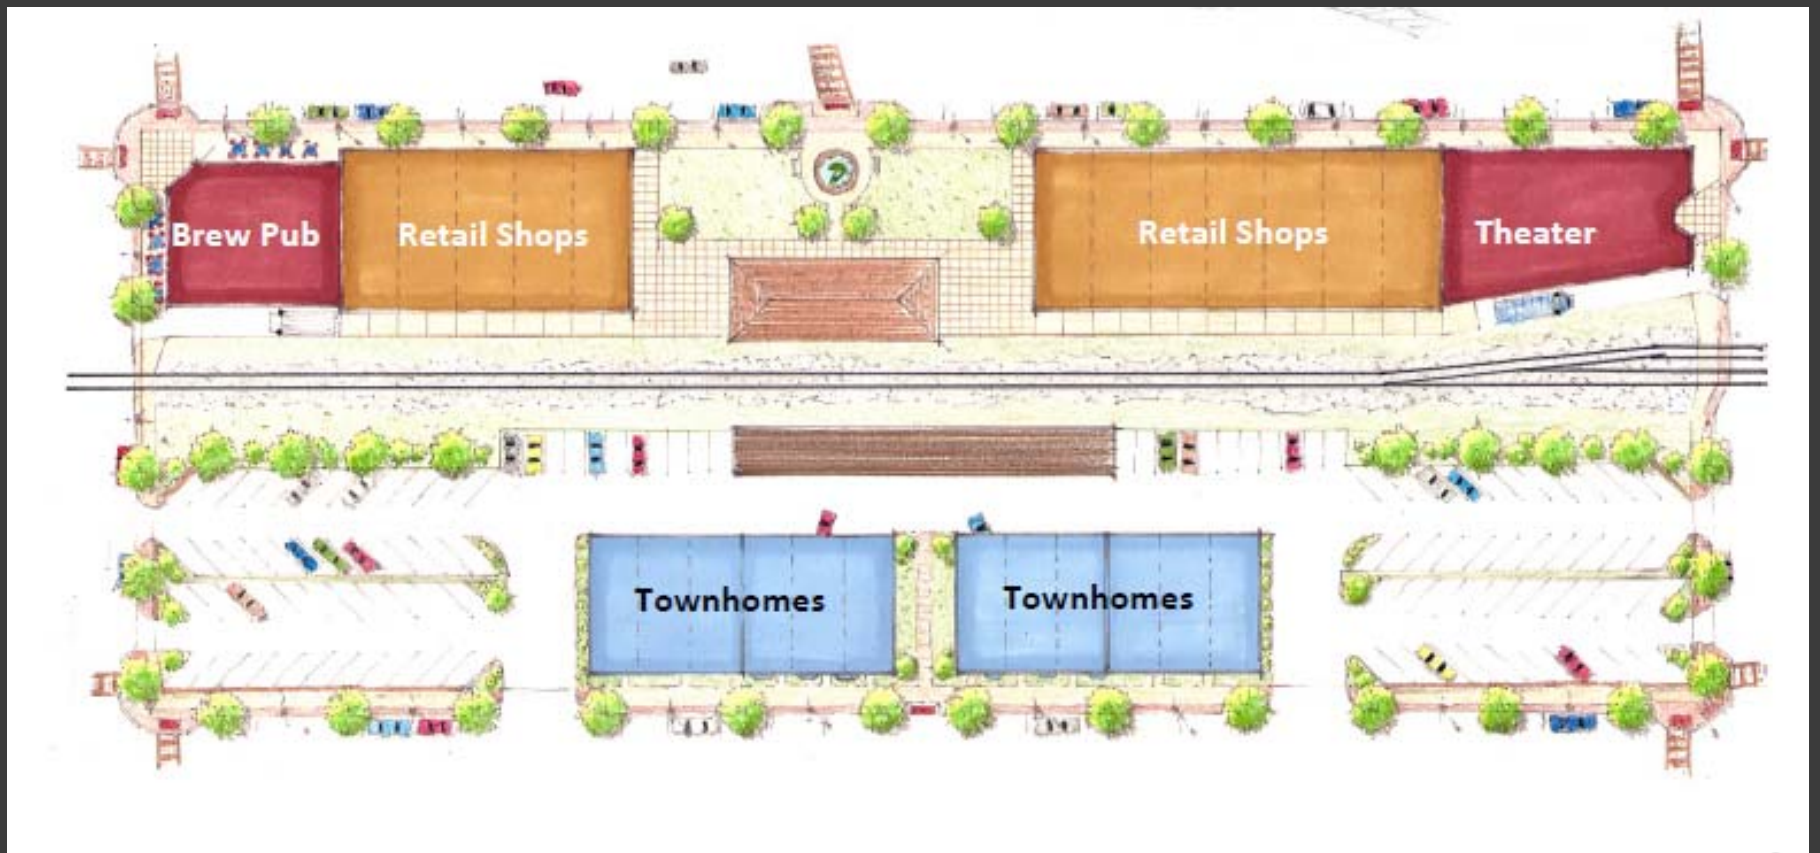 Brew Pub
Retail Shops
Retail Shops
Theater
Townhomes
Townhomes